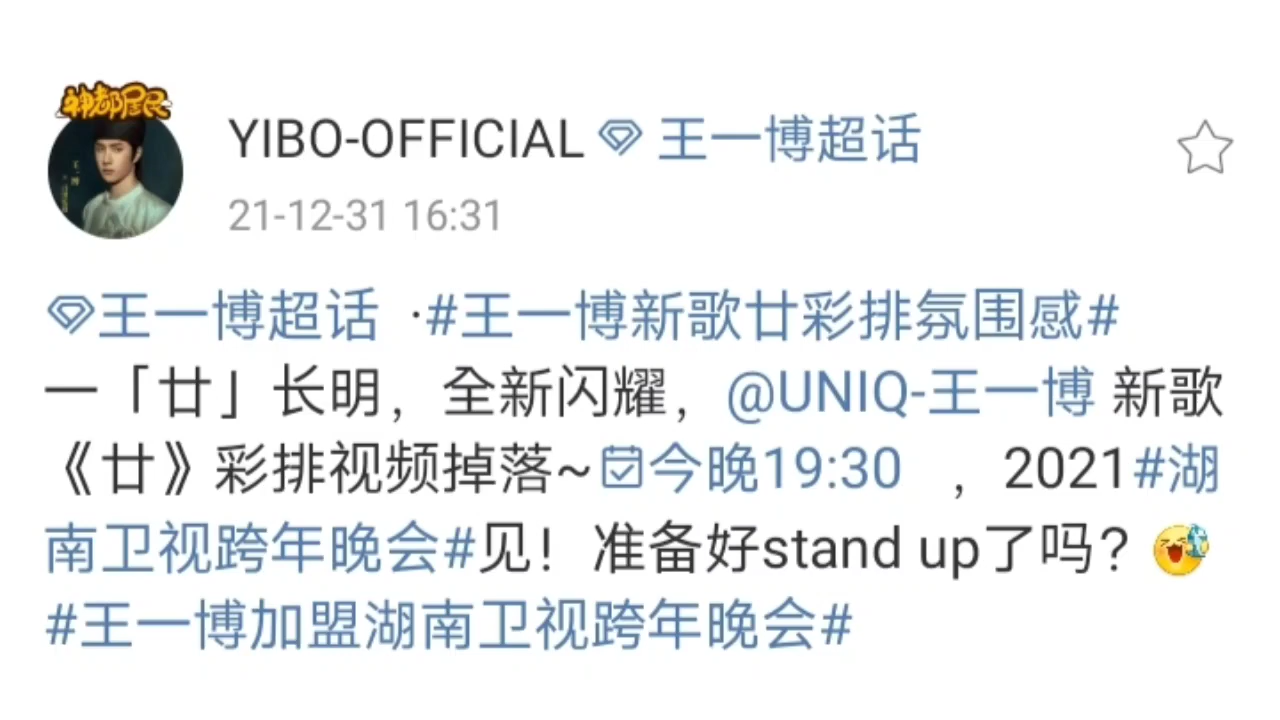 神都居民
YIBO-OFFICIAL 王一博超话
21-12-31 16:31
王一博超话 ·#王一博新歌廿彩排氛围感#
一「廿」长明，全新闪耀，@UNIQ-王一博 新歌
《廿》彩排视频掉落~今晚19:30 ，2021#湖
南卫视跨年晚会#见！准备好stand up了吗？
#王一博加盟湖南卫视跨年晚会#